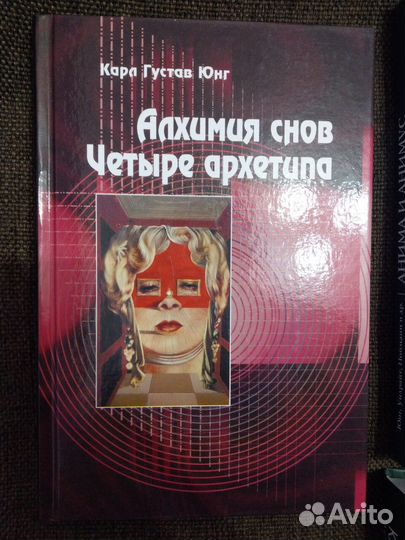 Карл Густав Юнг
Алхимия снов
Четыре архетипа
Avito